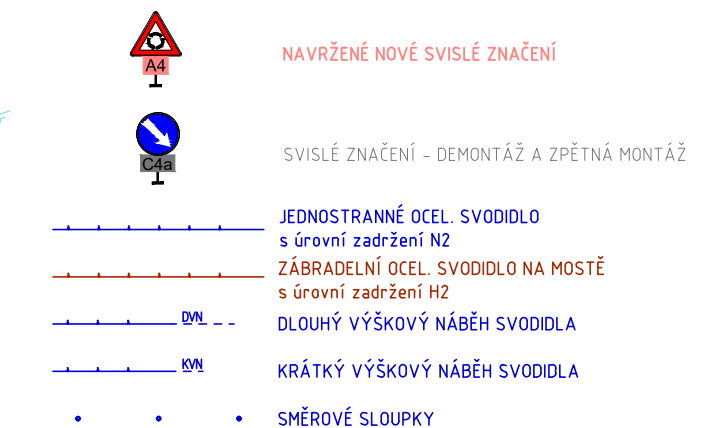 A4
NAVRŽENÉ NOVÉ SVISLÉ ZNAČENÍ
C4a
SVISLÉ ZNAČENÍ - DEMONTÁŽ A ZPĚTNÁ MONTÁŽ
JEDNOSTRANNÉ OCEL. SVODIDLO
s úrovní zadržení N2
ZÁBRADELNÍ OCEL. SVODIDLO NA MOSTĚ
s úrovní zadržení H2
DVN
DLOUHÝ VÝŠKOVÝ NÁBĚH SVODIDLA
KVN
KRÁTKÝ VÝŠKOVÝ NÁBĚH SVODIDLA
SMĚROVÉ SLOUPKY